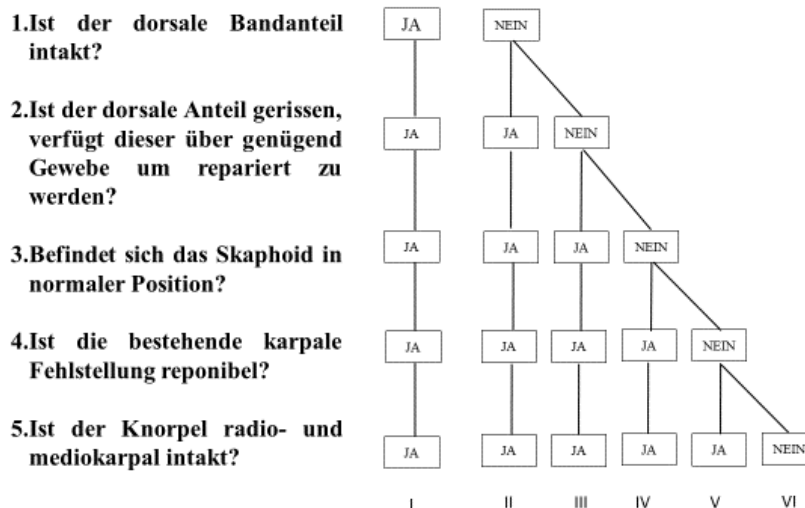 1.Ist der dorsale Bandanteil
intakt?
JA NEIN
2.Ist der dorsale Anteil gerissen,
verfügt dieser über genügend
Gewebe um repariert zu
werden?
JA JA NEIN
3.Befindet sich das Skaphoid in
normaler Position?
JA JA JA NEIN
4.Ist die bestehende karpale
Fehlstellung reponibel?
JA JA JA JA NEIN
5.Ist der Knorpel radio- und
mediokarpal intakt?
JA JA JA JA JA NEIN
I II III IV V VI